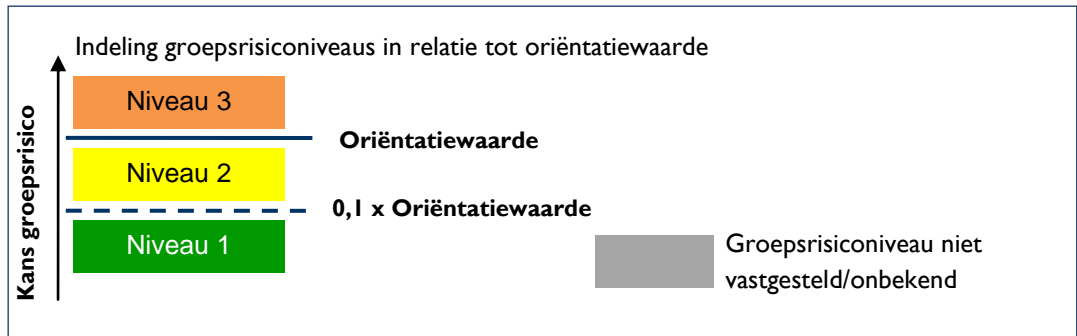 Indeling groepsrisiconiveaus in relatie tot oriëntatiewaarde
Kans groepsrisico
Niveau 3
Oriëntatiewaarde
Niveau 2
0,1 x Oriëntatiewaarde
Niveau 1
Groepsrisiconiveau niet
vastgesteld/onbekend